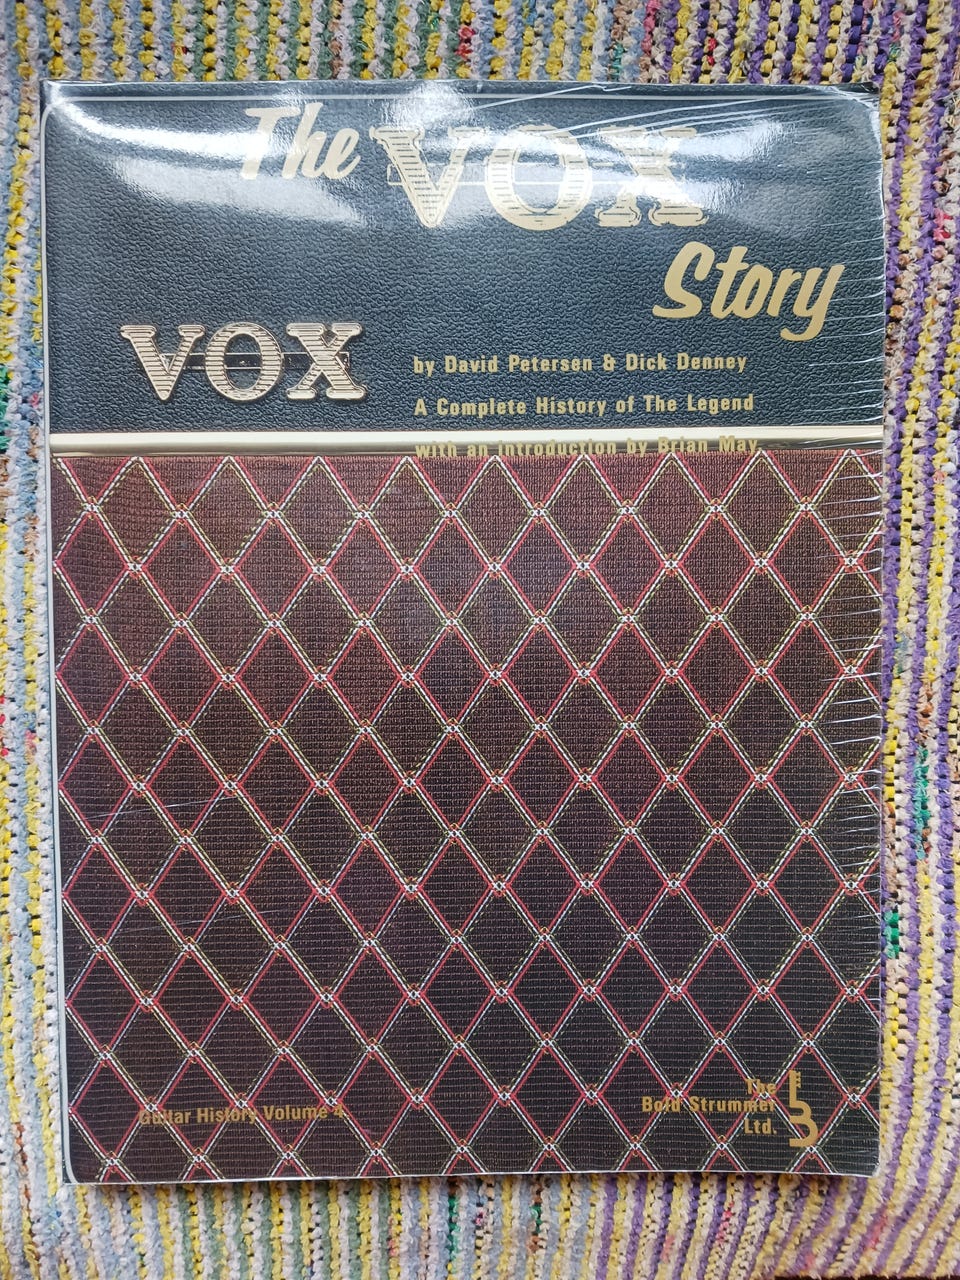 The VOX
Story
VOX
by David Petersen & Dick Denney
A Complete History of The Legend
with an introduction by Brian May
Guitar History Volume 4
The
Bold Strummer
Ltd.